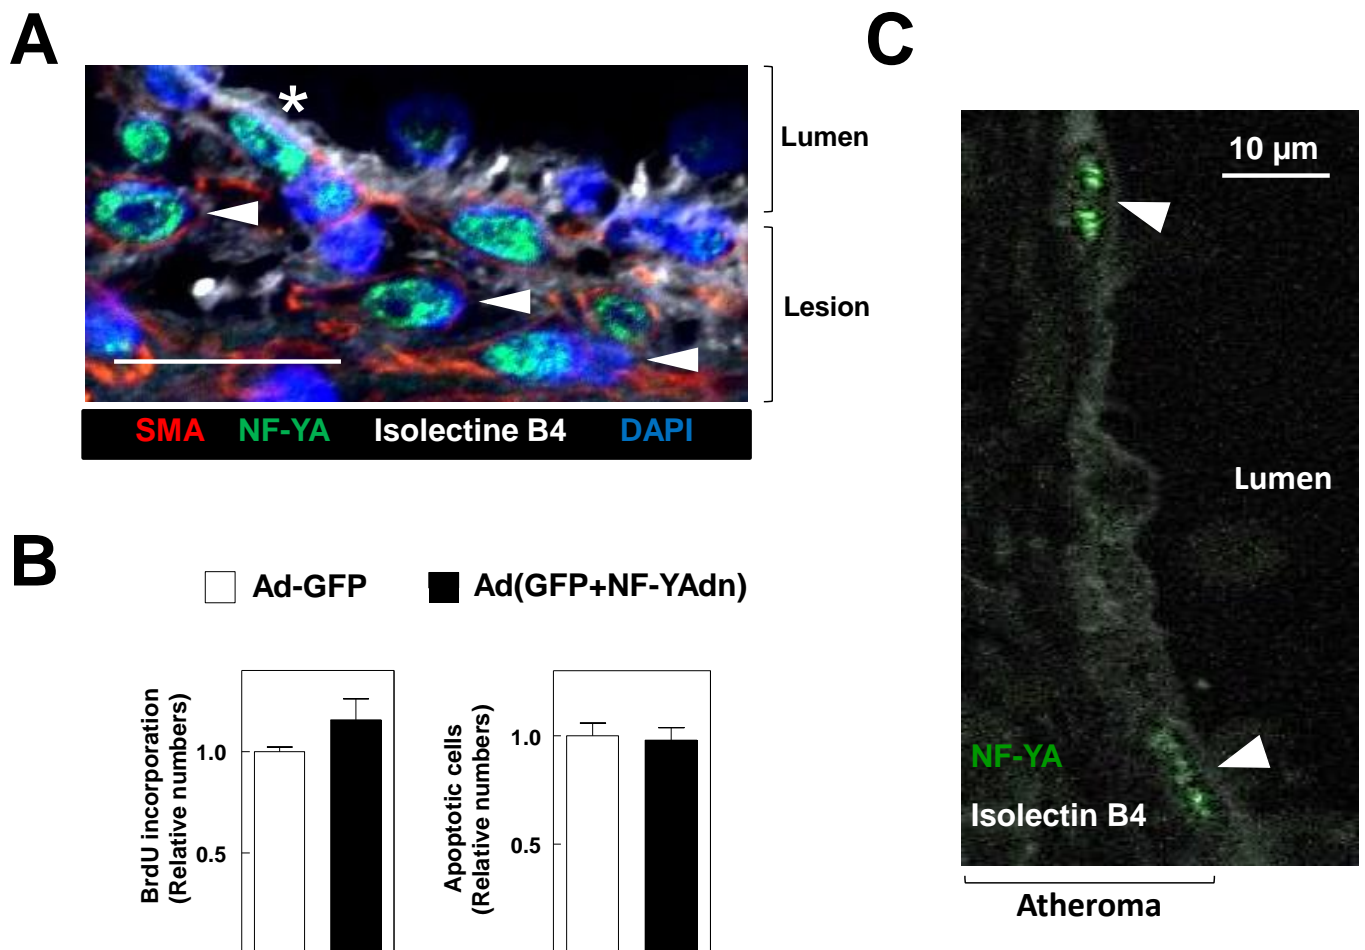 A
*
Lumen
Lesion
SMA NF-YA Isolectine B4 DAPI
B
Ad-GFP Ad(GFP+NF-YAdn)
BrdU incorporation
(Relative numbers)
1.0
0.5
Apoptotic cells
(Relative numbers)
1.0
0.5
C
10 µm
Lumen
NF-YA
Isolectin B4
Atheroma